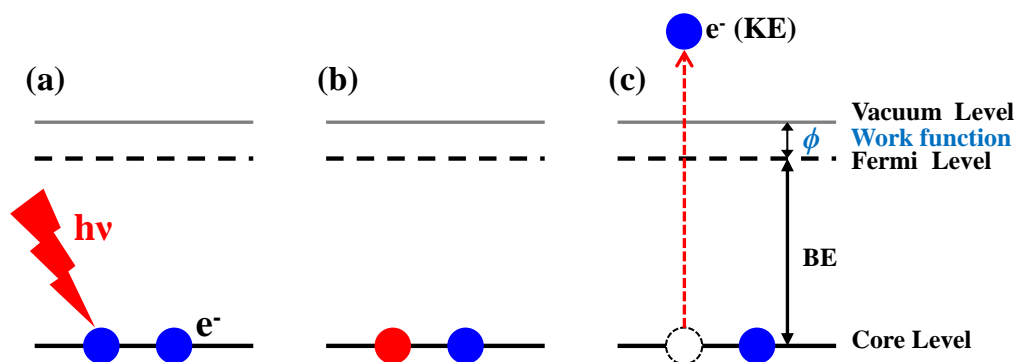 e⁻ (KE)
(a)
(b)
(c)
Vacuum Level
ϕ Work function
Fermi Level
hν
BE
e⁻
Core Level